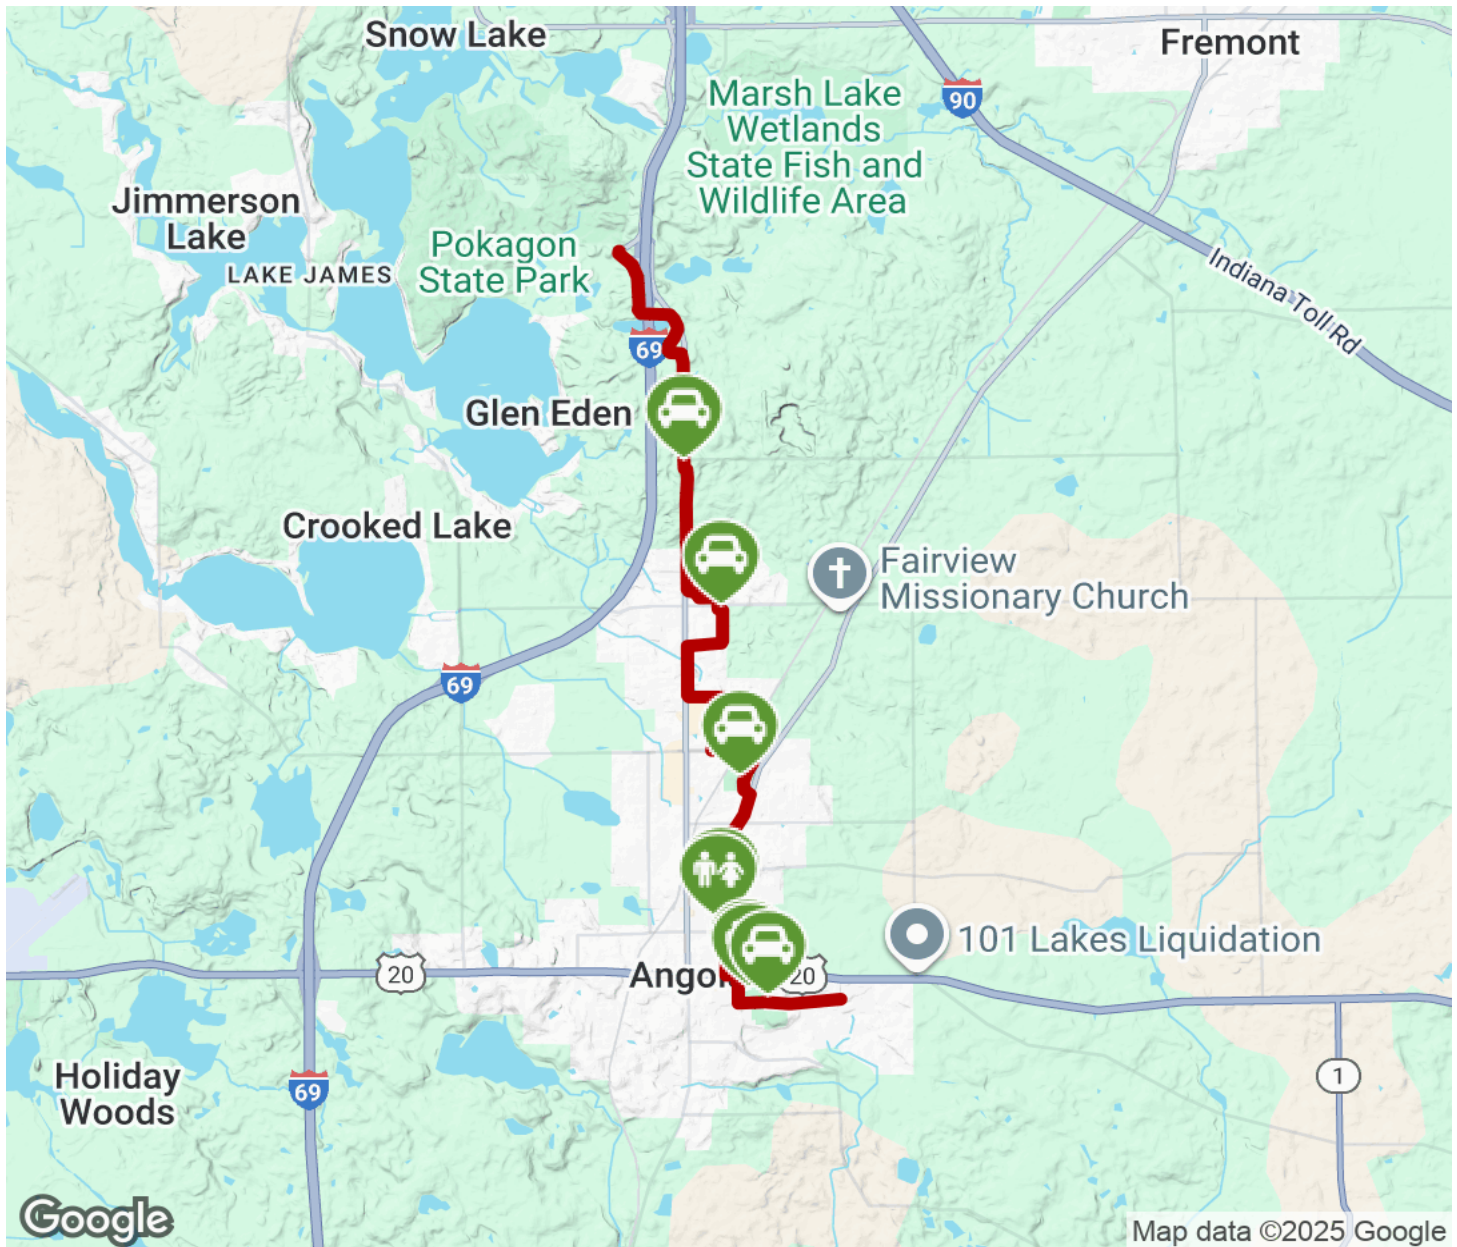 Snow Lake
Fremont
Marsh Lake
Wetlands
State Fish and
Wildlife Area
90
Jimmerson
Lake
Pokagon
State Park
LAKE JAMES
Indiana Toll Rd
69
Glen Eden
Crooked Lake
Fairview
Missionary Church
69
101 Lakes Liquidation
20
Ango
20
Holiday
Woods
69
1
Google
Map data ©2025 Google